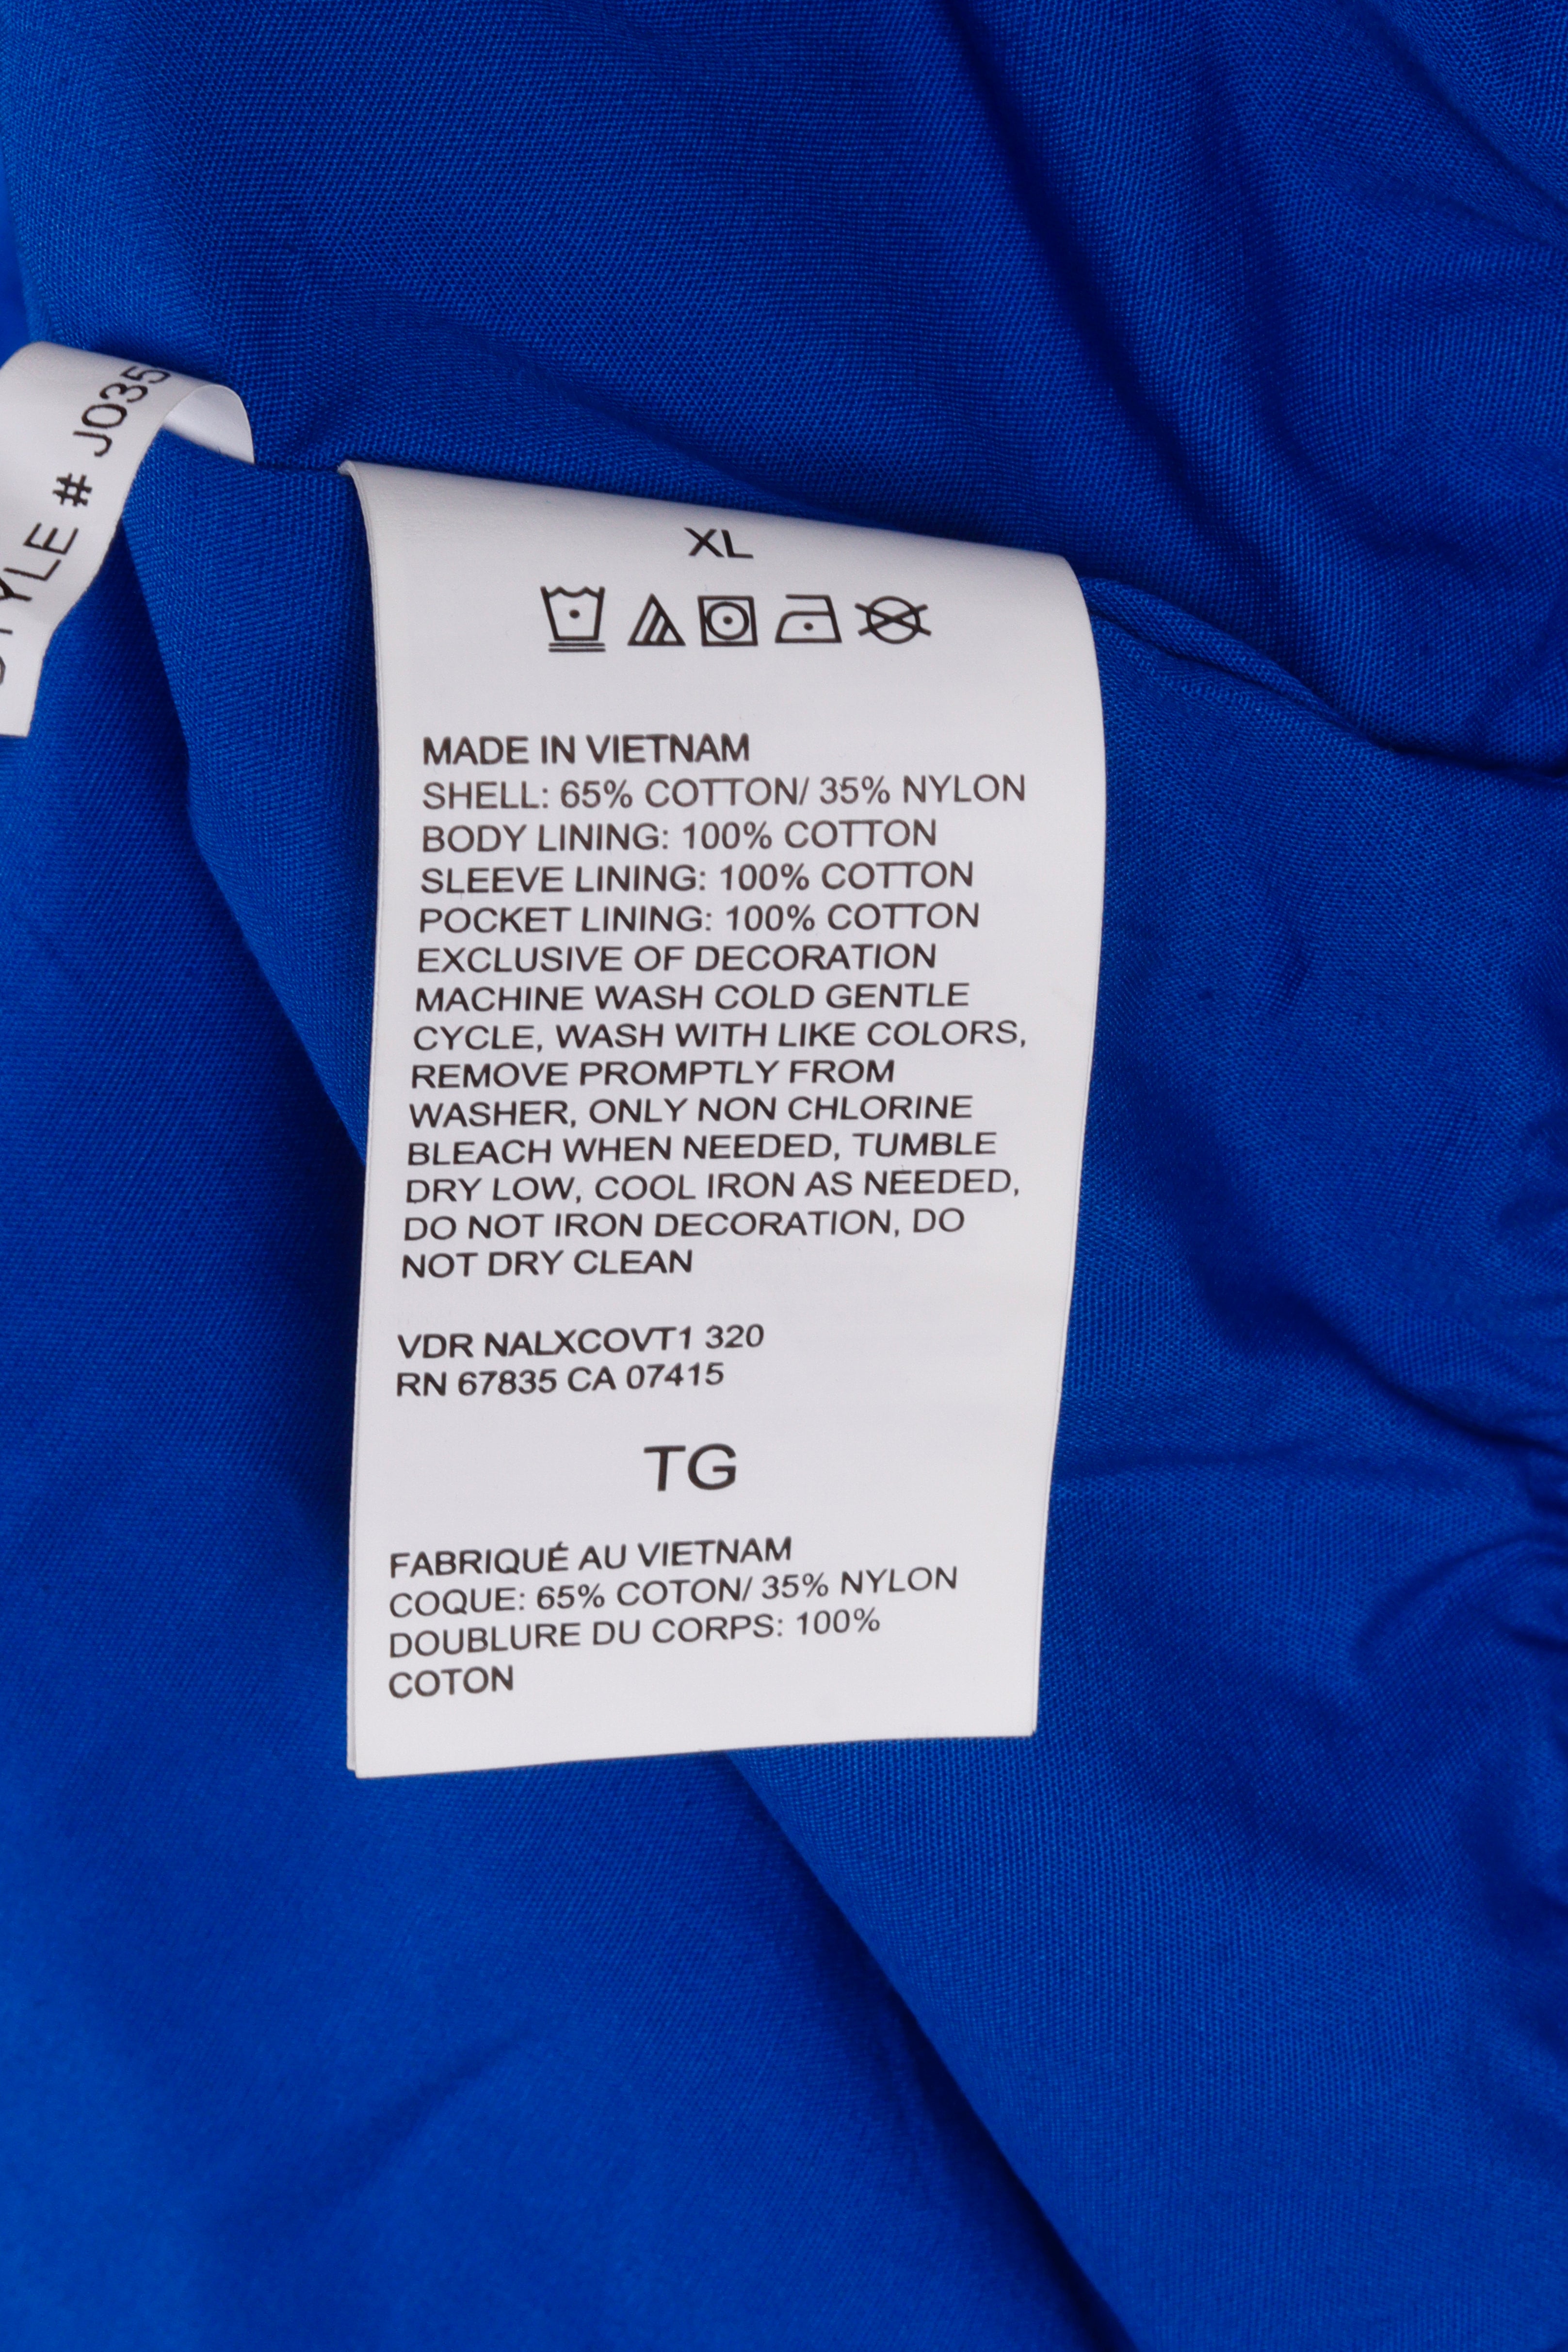 STYLE # JO35
XL
MADE IN VIETNAM
SHELL: 65% COTTON/ 35% NYLON
BODY LINING: 100% COTTON
SLEEVE LINING: 100% COTTON
POCKET LINING: 100% COTTON
EXCLUSIVE OF DECORATION
MACHINE WASH COLD GENTLE
CYCLE, WASH WITH LIKE COLORS,
REMOVE PROMPTLY FROM
WASHER, ONLY NON CHLORINE
BLEACH WHEN NEEDED, TUMBLE
DRY LOW, COOL IRON AS NEEDED,
DO NOT IRON DECORATION, DO
NOT DRY CLEAN
VDR NALXCOVT1 320
RN 67835 CA 07415
TG
FABRIQUÉ AU VIETNAM
COQUE: 65% COTON/ 35% NYLON
DOUBLURE DU CORPS: 100%
COTON